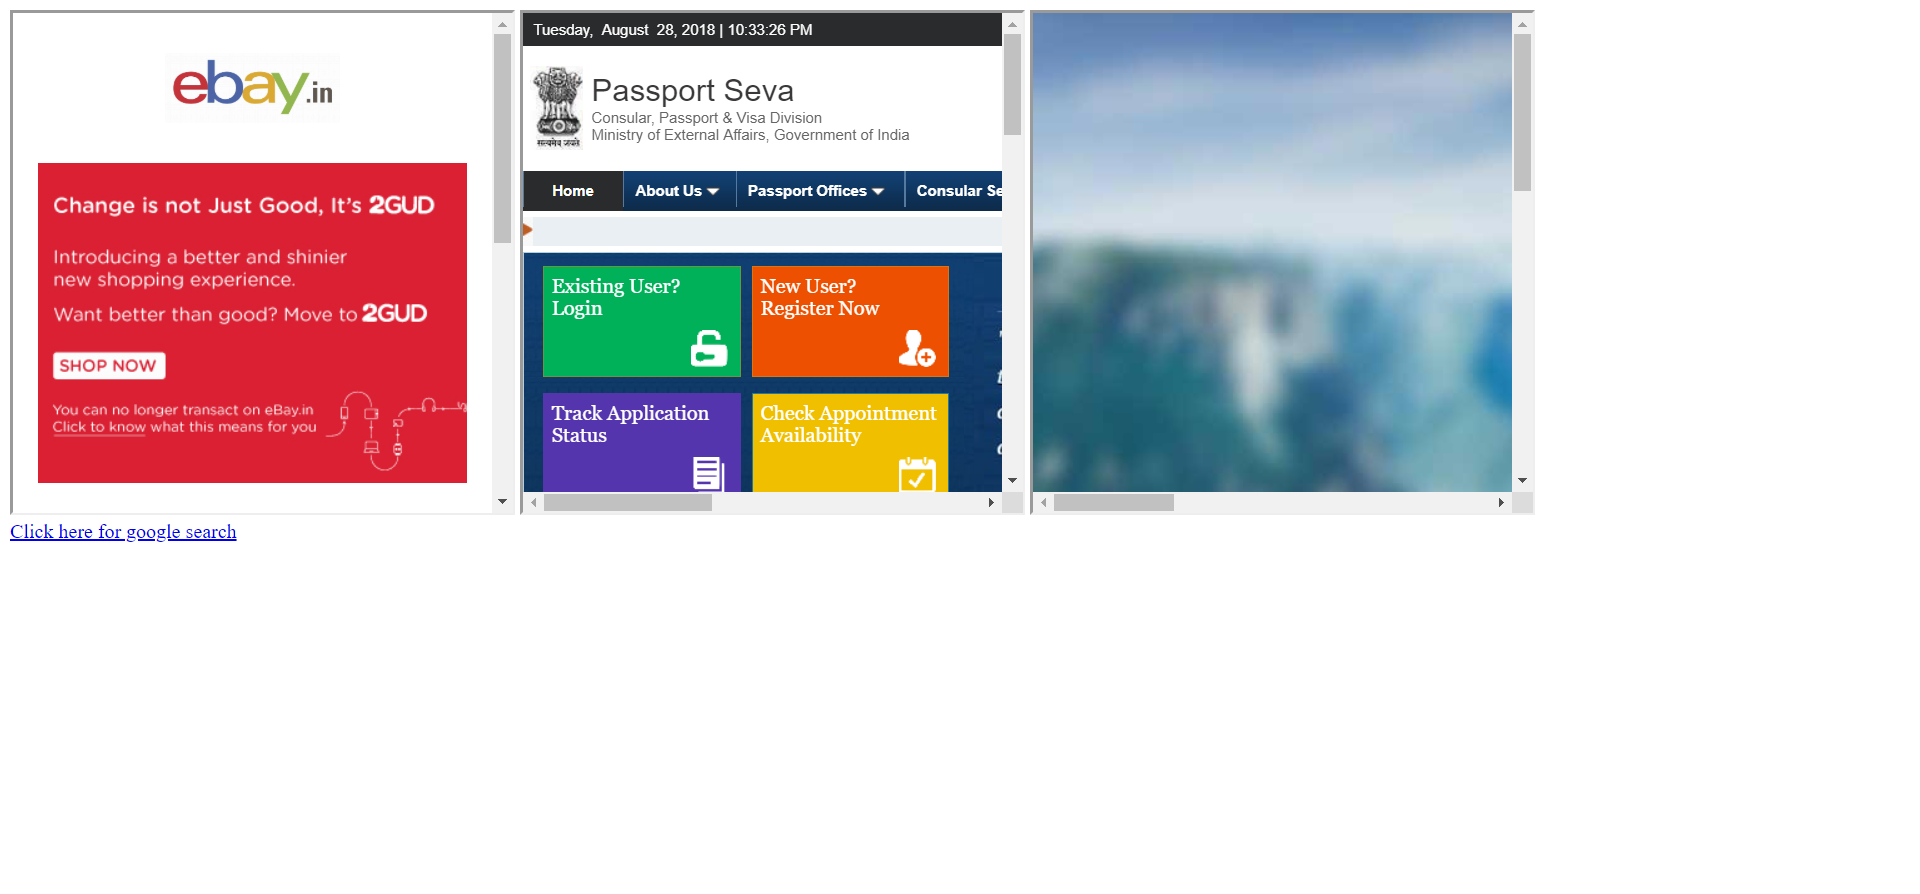 ebay.in
Change is not Just Good, It's 2GUD
Introducing a better and shinier
new shopping experience.
Want better than good? Move to 2GUD
SHOP NOW
You can no longer transact on eBay.in
Click to know what this means for you
Tuesday, August 28, 2018 | 10:33:26 PM
सत्यमेव जयते
Passport Seva
Consular, Passport & Visa Division
Ministry of External Affairs, Government of India
Home About Us Passport Offices Consular Se
Existing User?
Login
New User?
Register Now
Track Application
Status
Check Appointment
Availability
Click here for google search